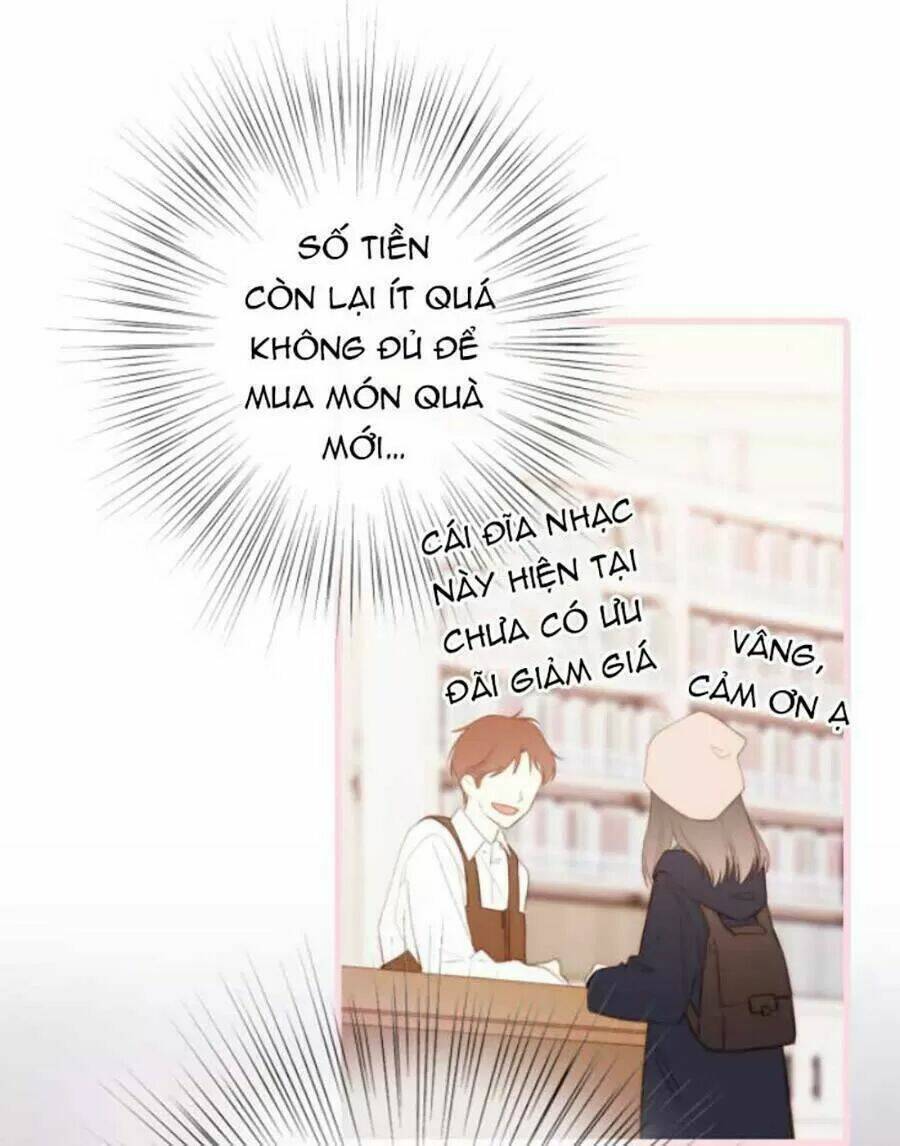 SỐ TIỀN
CÒN LẠI ÍT QUÁ
KHÔNG ĐỦ ĐỂ
MUA MÓN QUÀ
MỚI...
CÁI ĐĨA NHẠC
NÀY HIỆN TẠI
CHƯA CÓ ƯU
ĐÃI GIẢM GIÁ
VÂNG,
CẢM ƠN Ạ